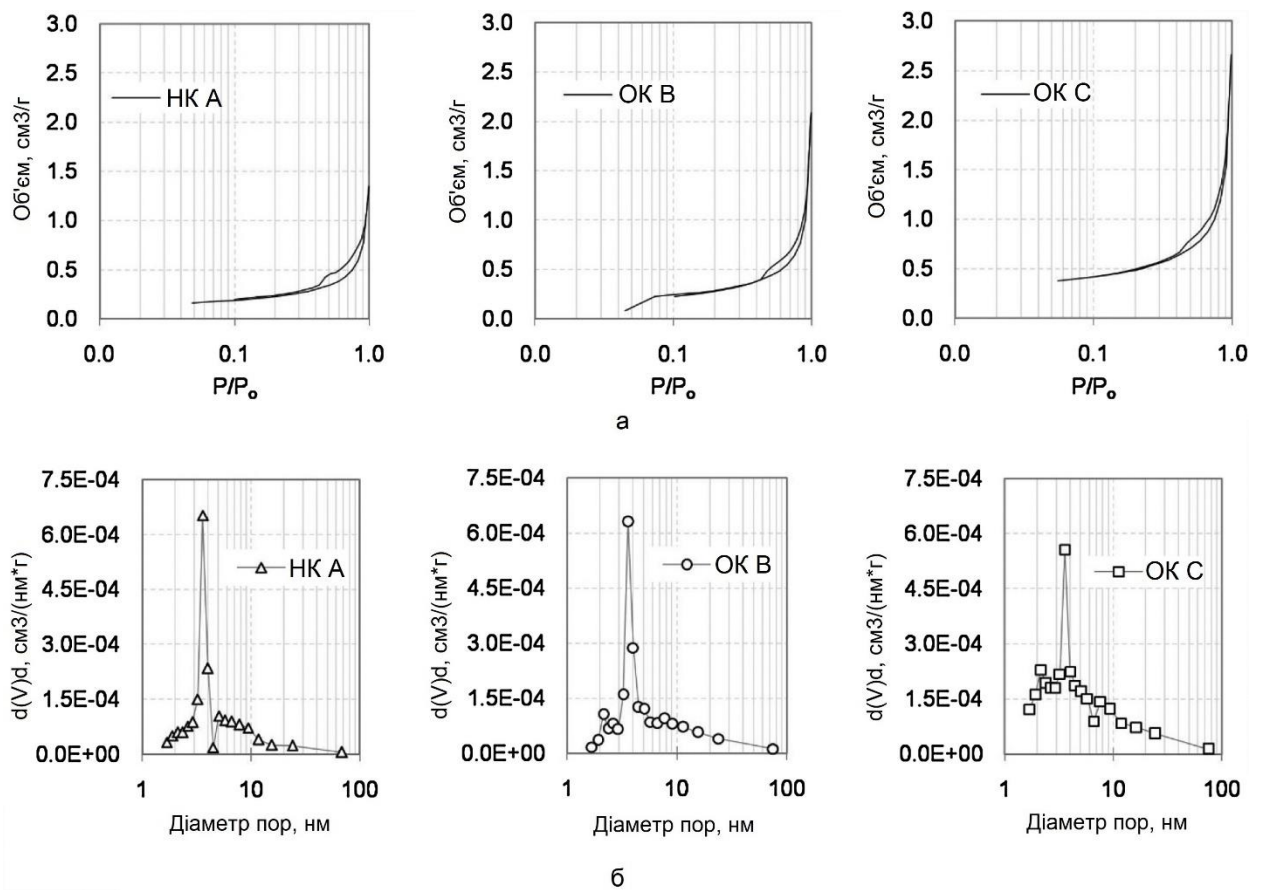 3.0
2.5
2.0
1.5
1.0
0.5
0.0
Об'єм, см3/г
НК А
0.0 0.1 1.0
P/Po
3.0
2.5
2.0
1.5
1.0
0.5
0.0
Об'єм, см3/г
ОК В
0.0 0.1 1.0
P/Po
3.0
2.5
2.0
1.5
1.0
0.5
0.0
Об'єм, см3/г
ОК С
0.0 0.1 1.0
P/Po
а
7.5E-04
6.0E-04
4.5E-04
3.0E-04
1.5E-04
0.0E+00
d(V)d, см3/(нм*г)
НК А
1 10 100
Діаметр пор, нм
7.5E-04
6.0E-04
4.5E-04
3.0E-04
1.5E-04
0.0E+00
d(V)d, см3/(нм*г)
ОК В
1 10 100
Діаметр пор, нм
7.5E-04
6.0E-04
4.5E-04
3.0E-04
1.5E-04
0.0E+00
d(V)d, см3/(нм*г)
ОК С
1 10 100
Діаметр пор, нм
б